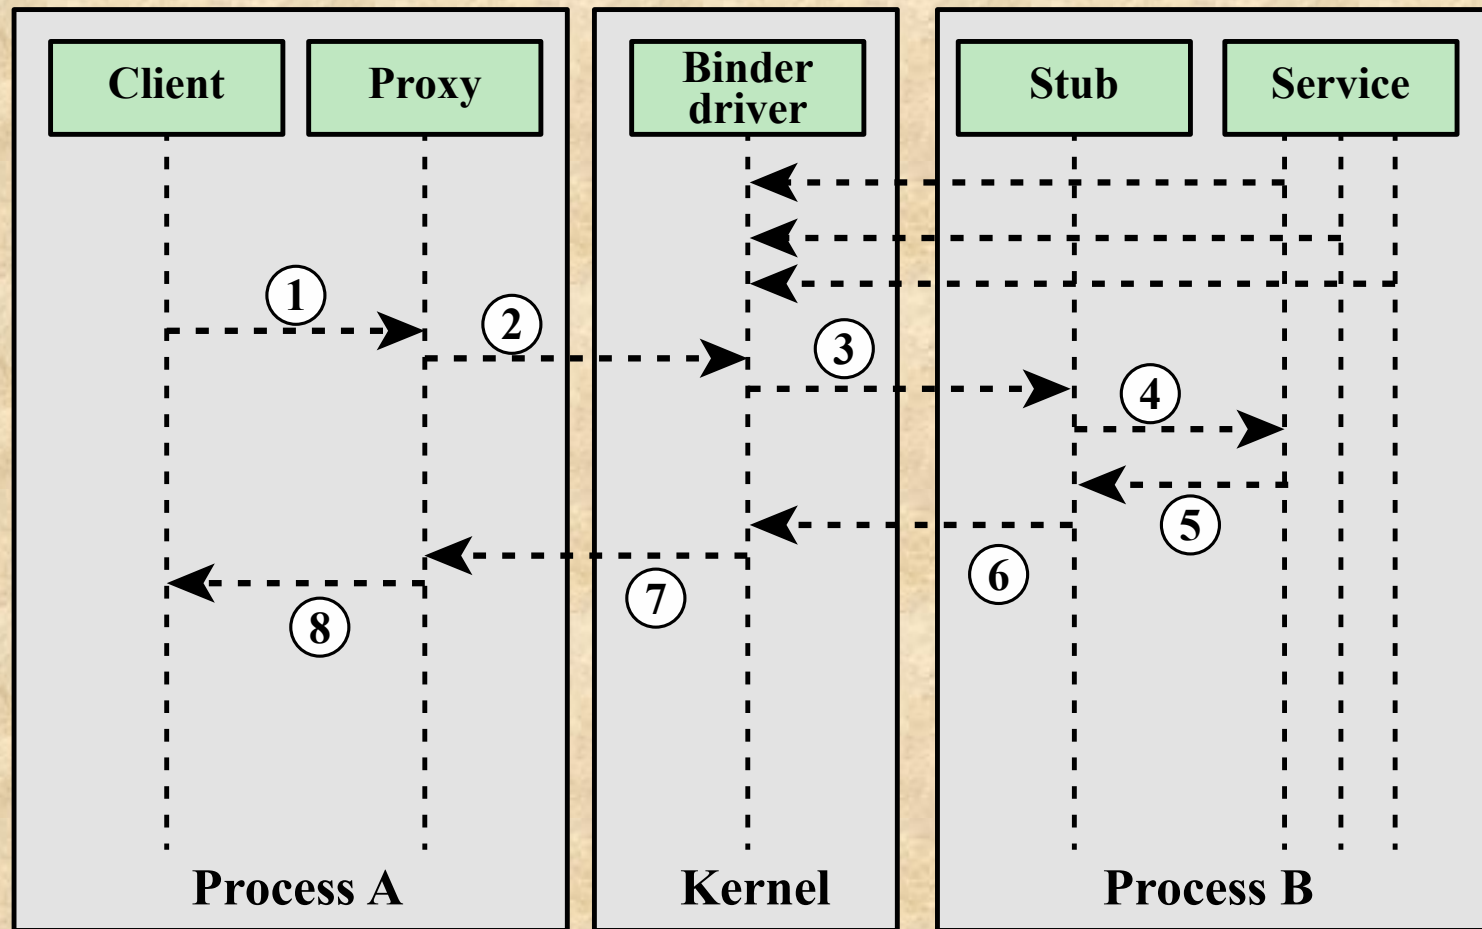 Client
Proxy
Binder
driver
Stub
Service
1
2
3
4
5
6
7
8
Process A
Kernel
Process B